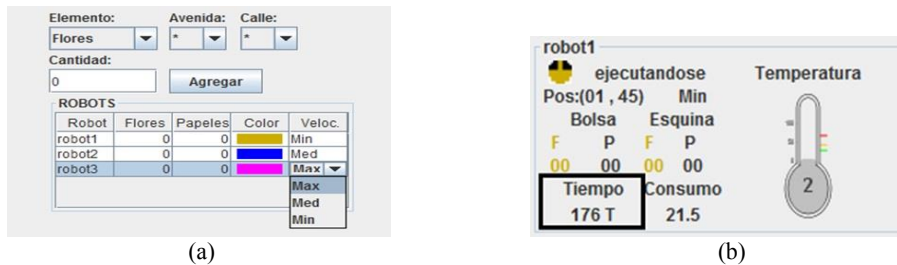 Elemento: Avenida: Calle:
Flores * *
Cantidad:
0 Agregar
ROBOTS
Robot Flores Papeles Color Veloc.
robot1 0 0 Min
robot2 0 0 Med
robot3 0 0 Max
Max
Med
Min
(a)
robot1
ejecutandose Temperatura
Pos:(01 , 45) Min
Bolsa Esquina
F P F P
00 00 00 00
Tiempo Consumo
176 T 21.5
2
(b)